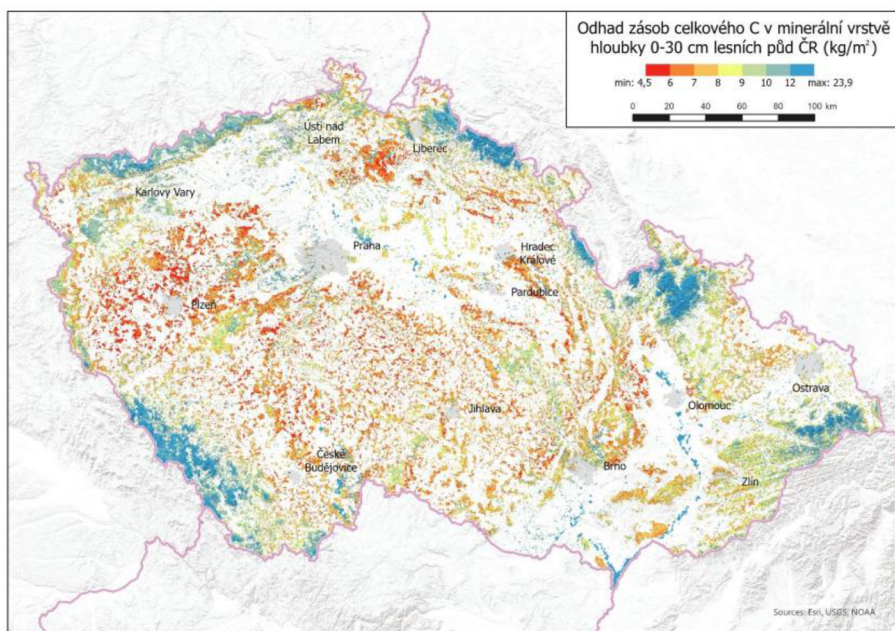 Odhad zásob celkového C v minerální vrstvě
hloubky 0-30 cm lesních půd ČR (kg/m²)
min: 4,5 6 7 8 9 10 12 max: 23,9
0 20 40 60 80 100 km
Ústí nad
Labem
Liberec
Karlovy Vary
Praha
Hradec
Králové
Pardubice
Plzeň
Ostrava
Olomouc
Jihlava
České
Budějovice
Brno
Zlín
Sources: Esri, USGS, NOAA